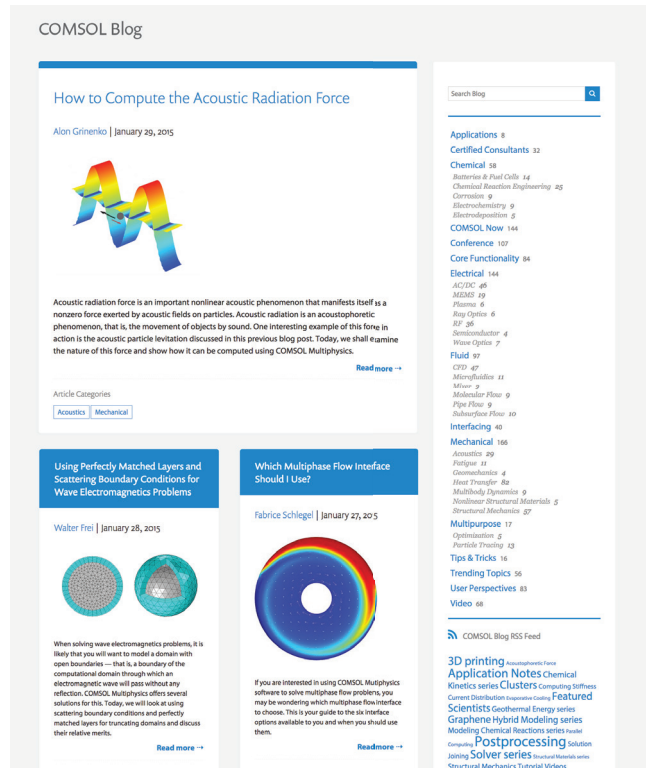 COMSOL Blog
How to Compute the Acoustic Radiation Force
Alon Grinenko | January 29, 2015
Acoustic radiation force is an important nonlinear acoustic phenomenon that manifests itself as a
nonzero force exerted by acoustic fields on particles. Acoustic radiation is an acoustophoretic
phenomenon, that is, the movement of objects by sound. One interesting example of this force in
action is the acoustic particle levitation discussed in this previous blog post. Today, we shall examine
the nature of this force and show how it can be computed using COMSOL Multiphysics.
Read more →
Article Categories
Acoustics Mechanical
Using Perfectly Matched Layers and
Scattering Boundary Conditions for
Wave Electromagnetics Problems
Walter Frei | January 28, 2015
When solving wave electromagnetics problems, it is
likely that you will want to model a domain with
open boundaries — that is, a boundary of the
computational domain through which an
electromagnetic wave will pass without any
reflection. COMSOL Multiphysics offers several
solutions for this. Today, we will look at using
scattering boundary conditions and perfectly
matched layers for truncating domains and discuss
their relative merits.
Read more →
Which Multiphase Flow Interface
Should I Use?
Fabrice Schlegel | January 27, 2015
If you are interested in using COMSOL Mutiphysics
software to solve multiphase flow problems, you
may be wondering which multiphase flow interface
to choose. This is your guide to the six interface
options available to you and when you should use
them.
Readmore →
Search Blog
Applications 8
Certified Consultants 32
Chemical 58
Batteries & Fuel Cells 14
Chemical Reaction Engineering 25
Corrosion 9
Electrochemistry 9
Electrodeposition 5
COMSOL Now 144
Conference 107
Core Functionality 84
Electrical 144
AC/DC 46
MEMS 19
Plasma 6
Ray Optics 6
RF 36
Semiconductor 4
Wave Optics 7
Fluid 97
CFD 47
Microfluidics 11
Mixer 3
Molecular Flow 9
Pipe Flow 9
Subsurface Flow 10
Interfacing 40
Mechanical 166
Acoustics 29
Fatigue 11
Geomechanics 4
Heat Transfer 82
Multibody Dynamics 9
Nonlinear Structural Materials 5
Structural Mechanics 57
Multipurpose 17
Optimisation 5
Particle Tracing 13
Tips & Tricks 16
Trending Topics 56
User Perspectives 83
Video 68
COMSOL Blog RSS Feed
3D printing Acoustophoretic Force
Application Notes Chemical
Kinetics series Clusters Computing Stiffness
Current Distribution Evaporative Cooling Featured
Scientists Geothermal Energy series
Graphene Hybrid Modeling series
Modeling Chemical Reactions series Parallel
Computing Postprocessing Solution
Joining Solver series Structural Materials series
Structural Mechanics Tutorial Videos